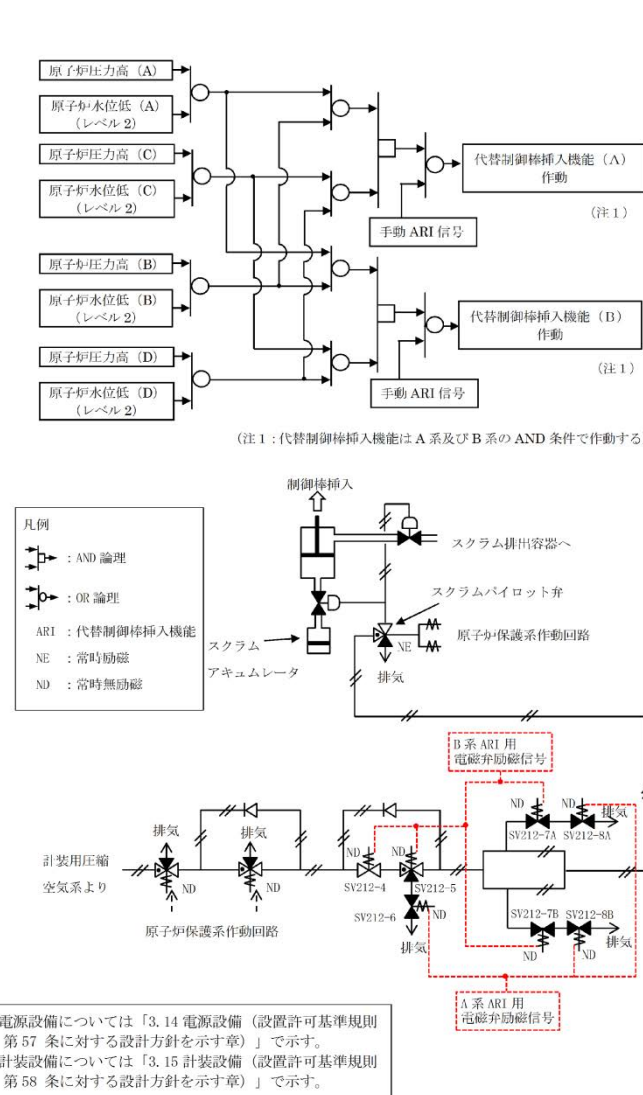 原子炉圧力高（A）
原子炉水位低（A）
（レベル2）
原子炉圧力高（C）
原子炉水位低（C）
（レベル2）
原子炉圧力高（B）
原子炉水位低（B）
（レベル2）
原子炉圧力高（D）
原子炉水位低（D）
（レベル2）
代替制御棒挿入機能（A）
作動
（注1）
手動 ARI 信号
代替制御棒挿入機能（B）
作動
（注1）
手動 ARI 信号
（注1：代替制御棒挿入機能は A 系及び B 系の AND 条件で作動する
凡例
：AND 論理
：OR 論理
ARI ：代替制御棒挿入機能
NE ：常時励磁
ND ：常時無励磁
制御棒挿入
スクラム排出容器へ
スクラムパイロット弁
原子炉保護系作動回路
NE
排気
スクラム
アキュムレータ
B 系 ARI 用
電磁弁励磁信号
計装用圧縮
空気系より
排気
ND
排気
ND
原子炉保護系作動回路
ND
SV212-4
ND
SV212-5
SV212-6
ND
排気
ND
SV212-7A
ND
SV212-8A
排気
SV212-7B
ND
SV212-8B
ND
排気
A 系 ARI 用
電磁弁励磁信号
電源設備については「3.14 電源設備（設置許可基準規則
第57 条に対する設計方針を示す章）」で示す。
計装設備については「3.15 計装設備（設置許可基準規則
第58 条に対する設計方針を示す章）」で示す。